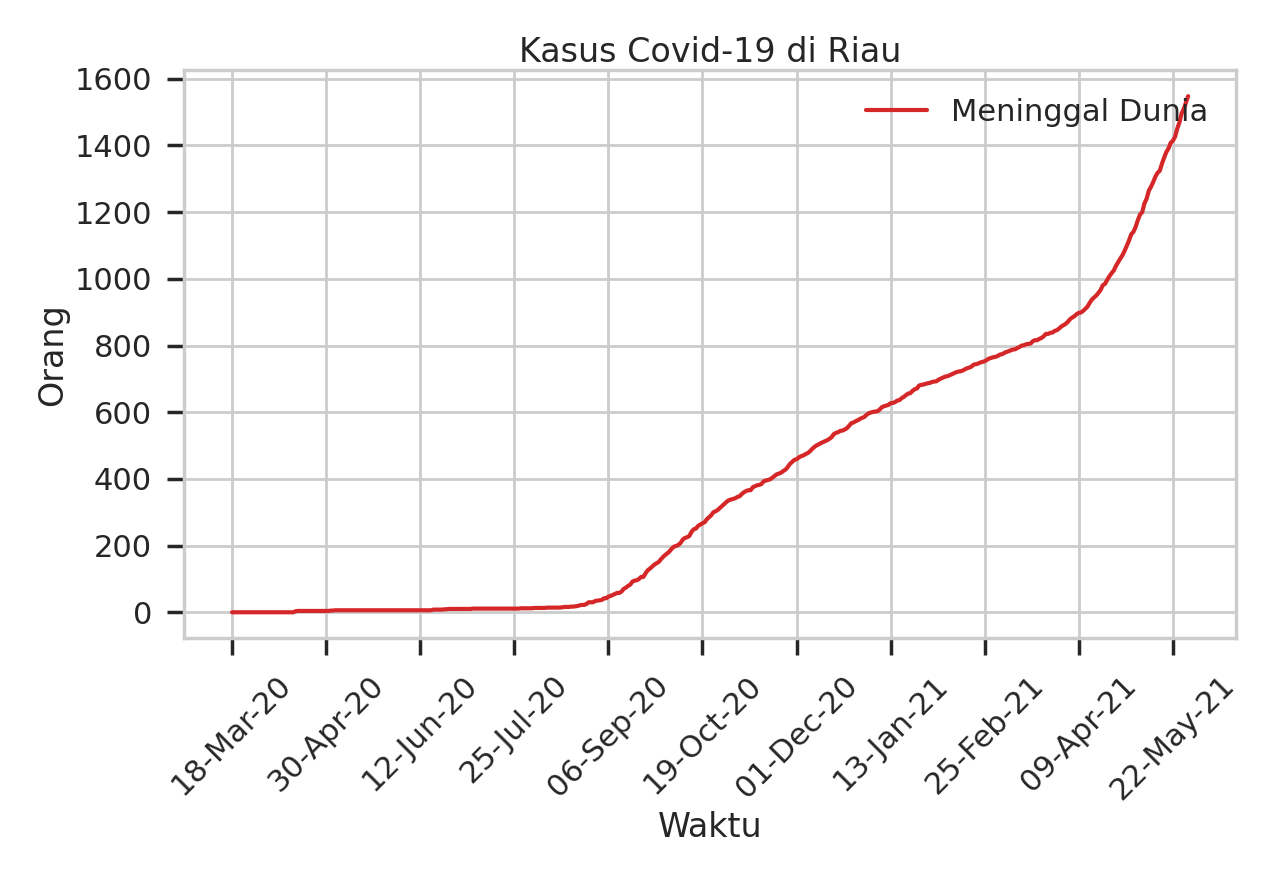 Kasus Covid-19 di Riau
Meninggal Dunia
1600
1400
1200
1000
800
600
400
200
0
Orang
18-Mar-20
30-Apr-20
12-Jun-20
25-Jul-20
06-Sep-20
19-Oct-20
01-Dec-20
13-Jan-21
25-Feb-21
09-Apr-21
22-May-21
Waktu